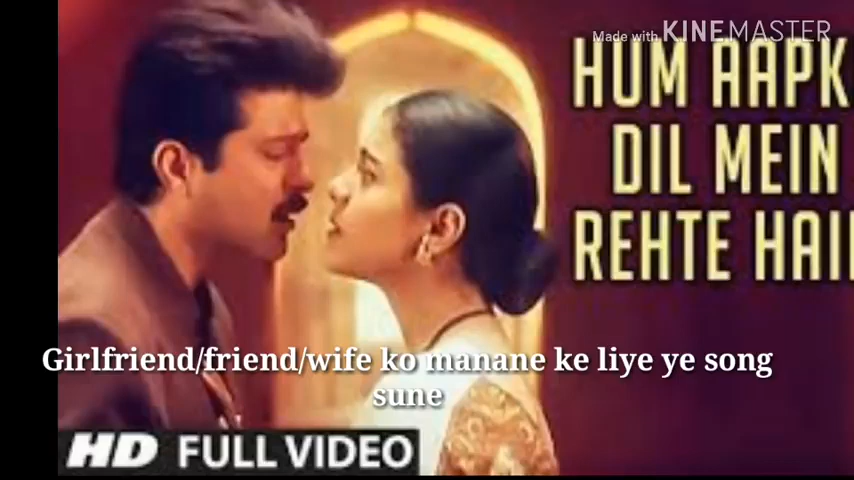 Made with KINEMASTER
HUM AAPK
DIL MEIN
REHTE HAI
Girlfriend/friend/wife ko manane ke liye ye song
sune
HD FULL VIDEO